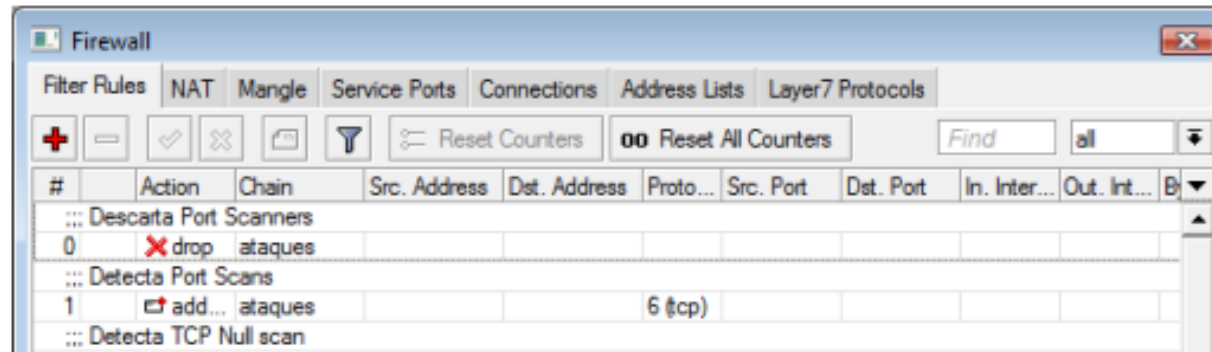 Firewall
Filter Rules NAT Mangle Service Ports Connections Address Lists Layer7 Protocols
Reset Counters 00 Reset All Counters Find all
# Action Chain Src. Address Dst. Address Proto... Src. Port Dst. Port In. Inter... Out. Int... By
;;; Descarta Port Scanners
0 drop ataques
;;; Detecta Port Scans
1 add... ataques 6 (tcp)
;;; Detecta TCP Null scan